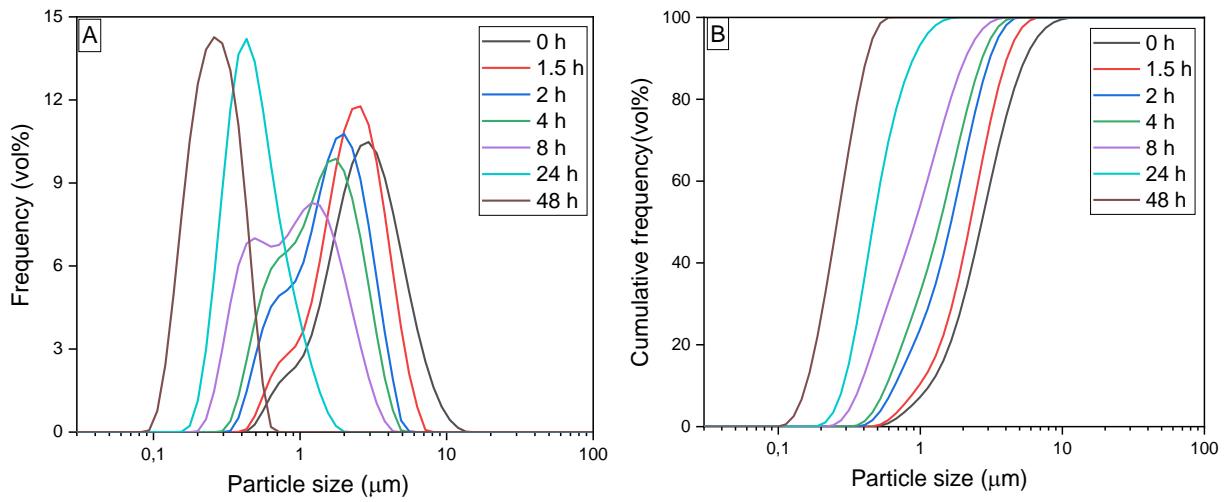 A
Frequency (vol%)
15
12
9
6
3
0
0,1
1
10
100
Particle size (μm)
0 h
1.5 h
2 h
4 h
8 h
24 h
48 h
B
Cumulative frequency(vol%)
100
80
60
40
20
0
0,1
1
10
100
Particle size (μm)
0 h
1.5 h
2 h
4 h
8 h
24 h
48 h